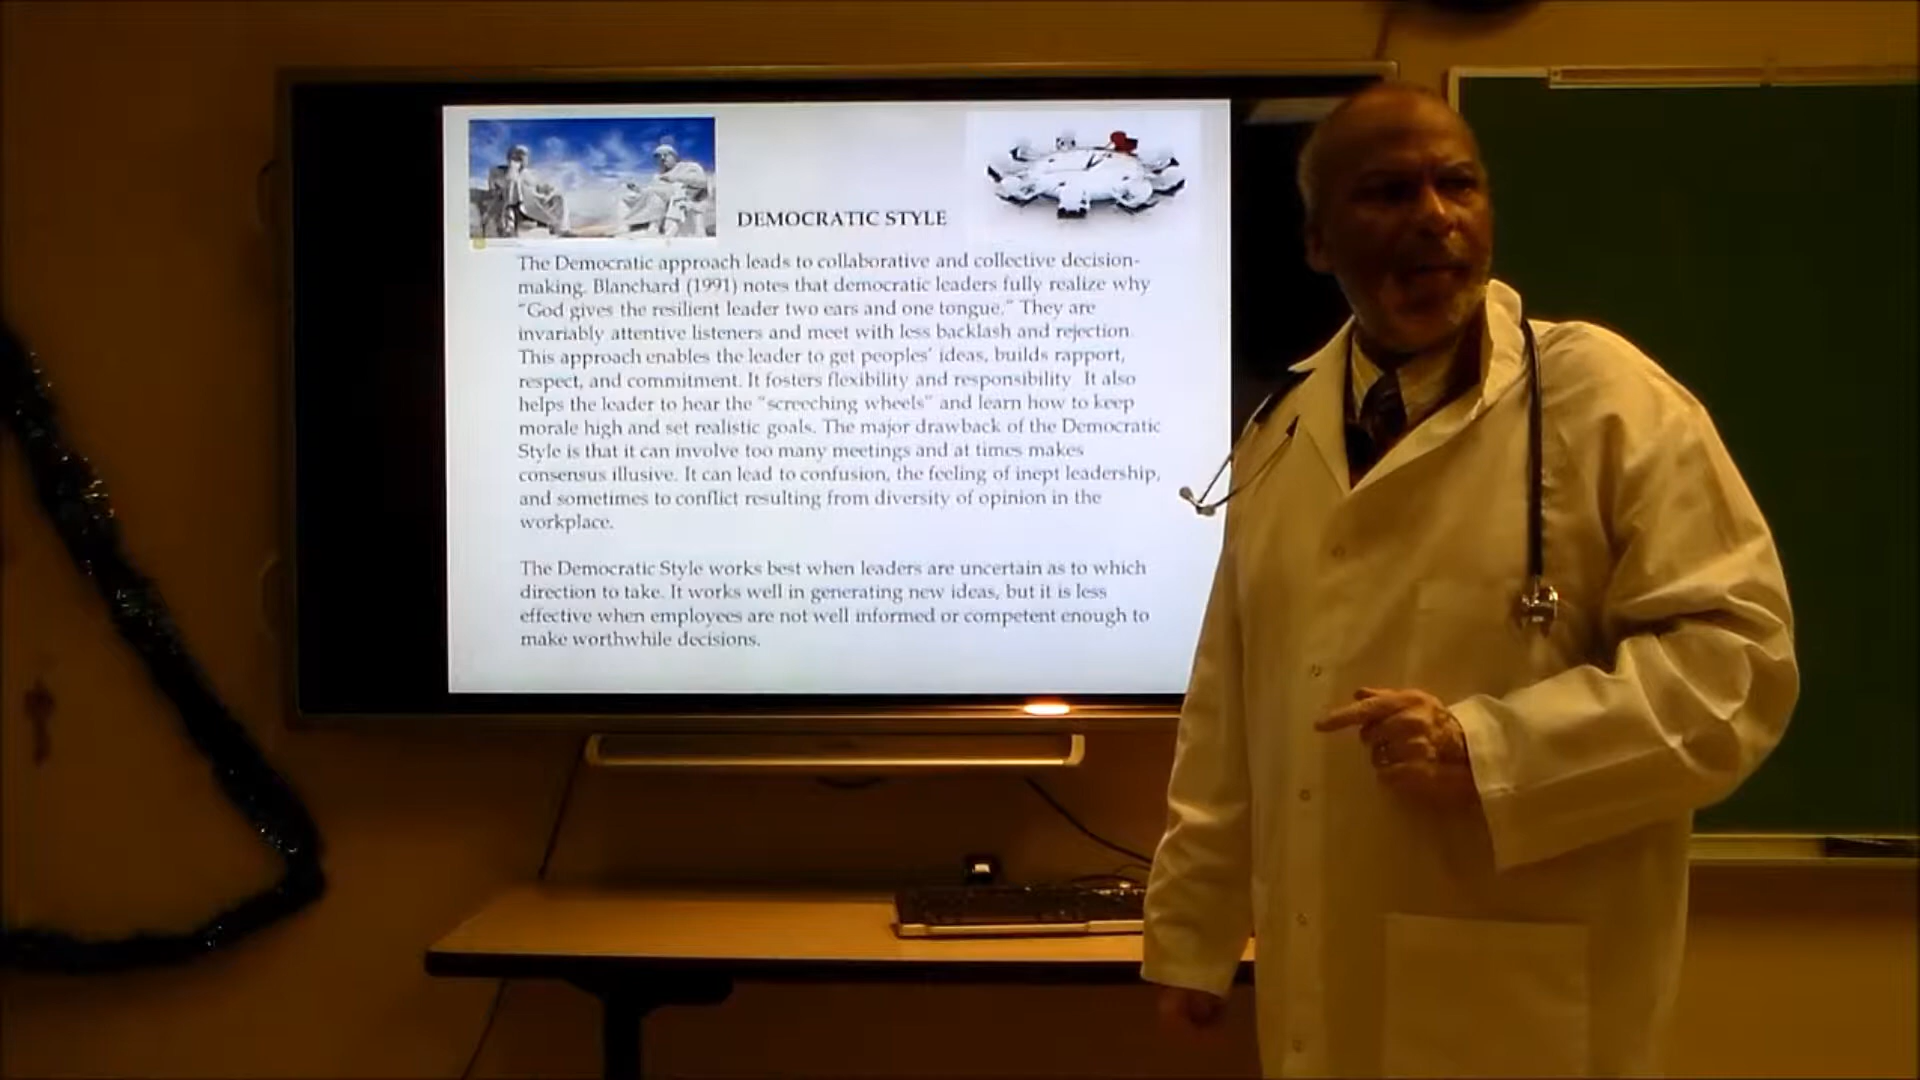 DEMOCRATIC STYLE
The Democratic approach leads to collaborative and collective decision-
making. Blanchard (1991) notes that democratic leaders fully realize why
"God gives the resilient leader two ears and one tongue." They are
invariably attentive listeners and meet with less backlash and rejection.
This approach enables the leader to get peoples' ideas, builds rapport,
respect, and commitment. It fosters flexibility and responsibility. It also
helps the leader to hear the "screeching wheels" and learn how to keep
morale high and set realistic goals. The major drawback of the Democratic
Style is that it can involve too many meetings and at times makes
consensus illusive. It can lead to confusion, the feeling of inept leadership,
and sometimes to conflict resulting from diversity of opinion in the
workplace.
The Democratic Style works best when leaders are uncertain as to which
direction to take. It works well in generating new ideas, but it is less
effective when employees are not well informed or competent enough to
make worthwhile decisions.